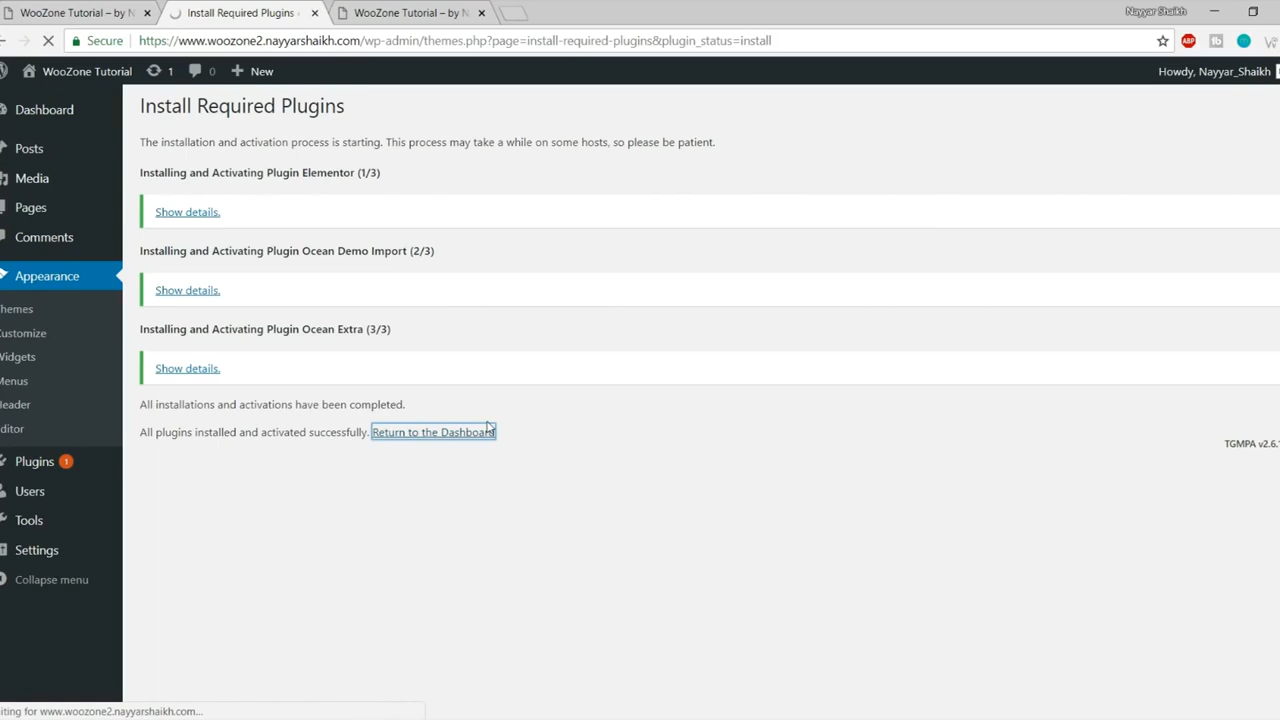 WooZone Tutorial – by N
Install Required Plugins
WooZone Tutorial – by N
Nayyar Shaikh
Secure
https://www.woozone2.nayyarshaikh.com/wp-admin/themes.php?page=install-required-plugins&plugin_status=install
ABP
WooZone Tutorial
1
0
New
Howdy, Nayyar_Shaikh
Dashboard
Posts
Media
Pages
Comments
Appearance
hemes
ustomize
Widgets
Menus
eader
ditor
Plugins 1
Users
Tools
Settings
Collapse menu
Install Required Plugins
The installation and activation process is starting. This process may take a while on some hosts, so please be patient.
Installing and Activating Plugin Elementor (1/3)
Show details.
Installing and Activating Plugin Ocean Demo Import (2/3)
Show details.
Installing and Activating Plugin Ocean Extra (3/3)
Show details.
All installations and activations have been completed.
All plugins installed and activated successfully. Return to the Dashboard
TGMPA v2.6.
iting for www.woozone2.nayyarshaikh.com...